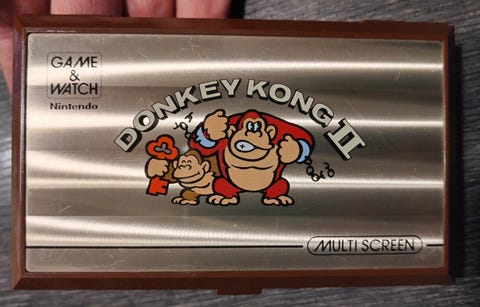 GAME
&
WATCH
Nintendo
DONKEY KONG II
MULTI SCREEN